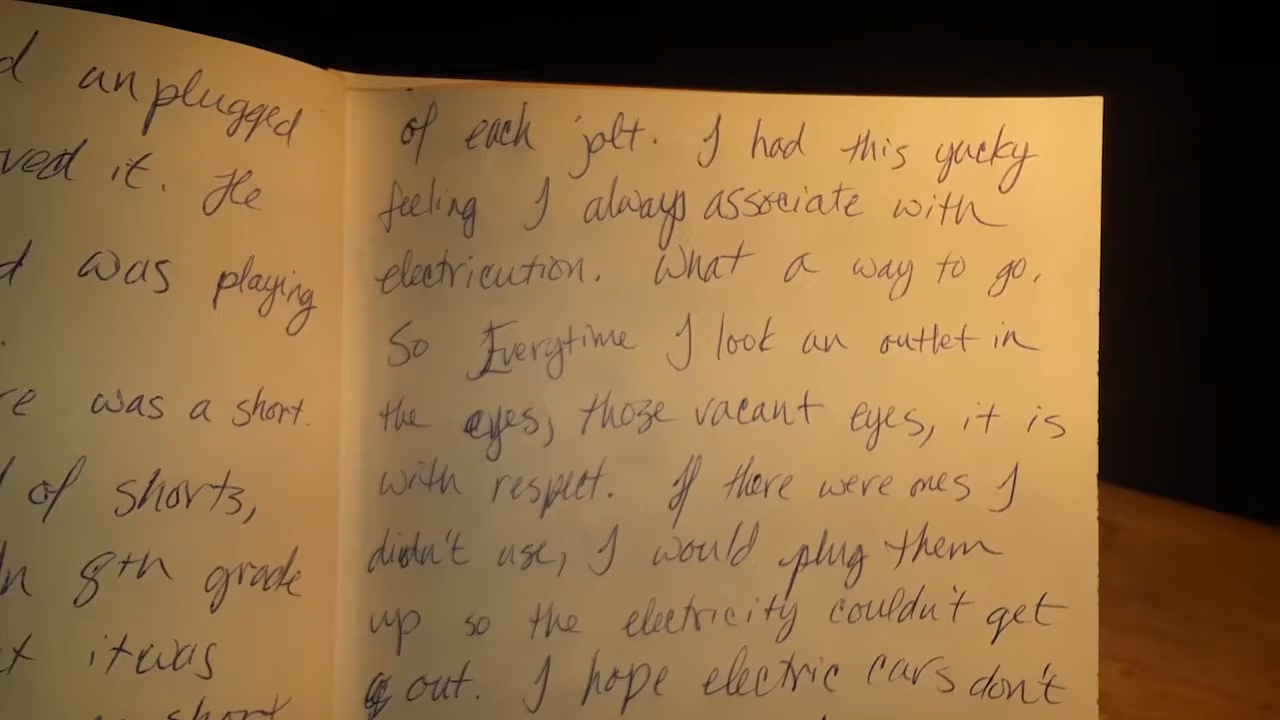 d unplugged
ved it. He
d was playing
re was a short.
of shorts,
In 8th grade
t it was
short
of each jolt. I had this yucky
feeling I always associate with
electricution. What a way to go.
So Everytime I look an outlet in
the eyes, those vacant eyes, it is
with respect. If there were ones I
didn't use, I would plug them
up so the electricity couldn't get
out. I hope electric cars don't